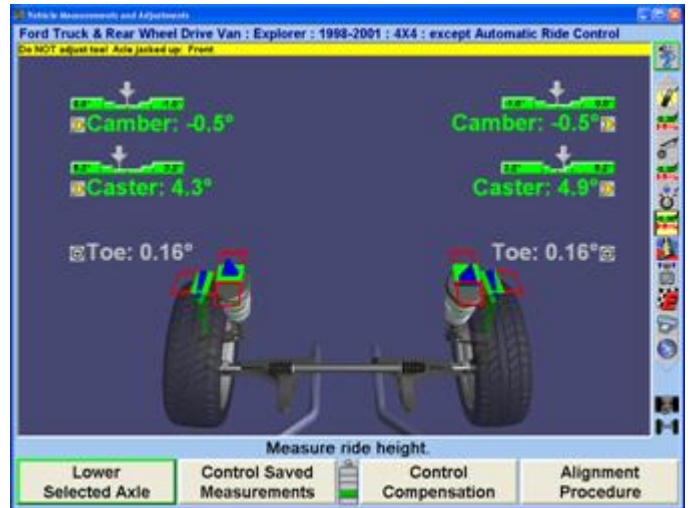 Vehicle Measurements and Adjustments
Ford Truck & Rear Wheel Drive Van : Explorer : 1998-2001 : 4X4 : except Automatic Ride Control
Do NOT adjust toe! Axle jacked up: Front
Camber: -0.5° Camber: -0.5°
Caster: 4.3° Caster: 4.9°
Toe: 0.16° Toe: 0.16°
Measure ride height.
Lower Selected Axle
Control Saved Measurements
Control Compensation
Alignment Procedure